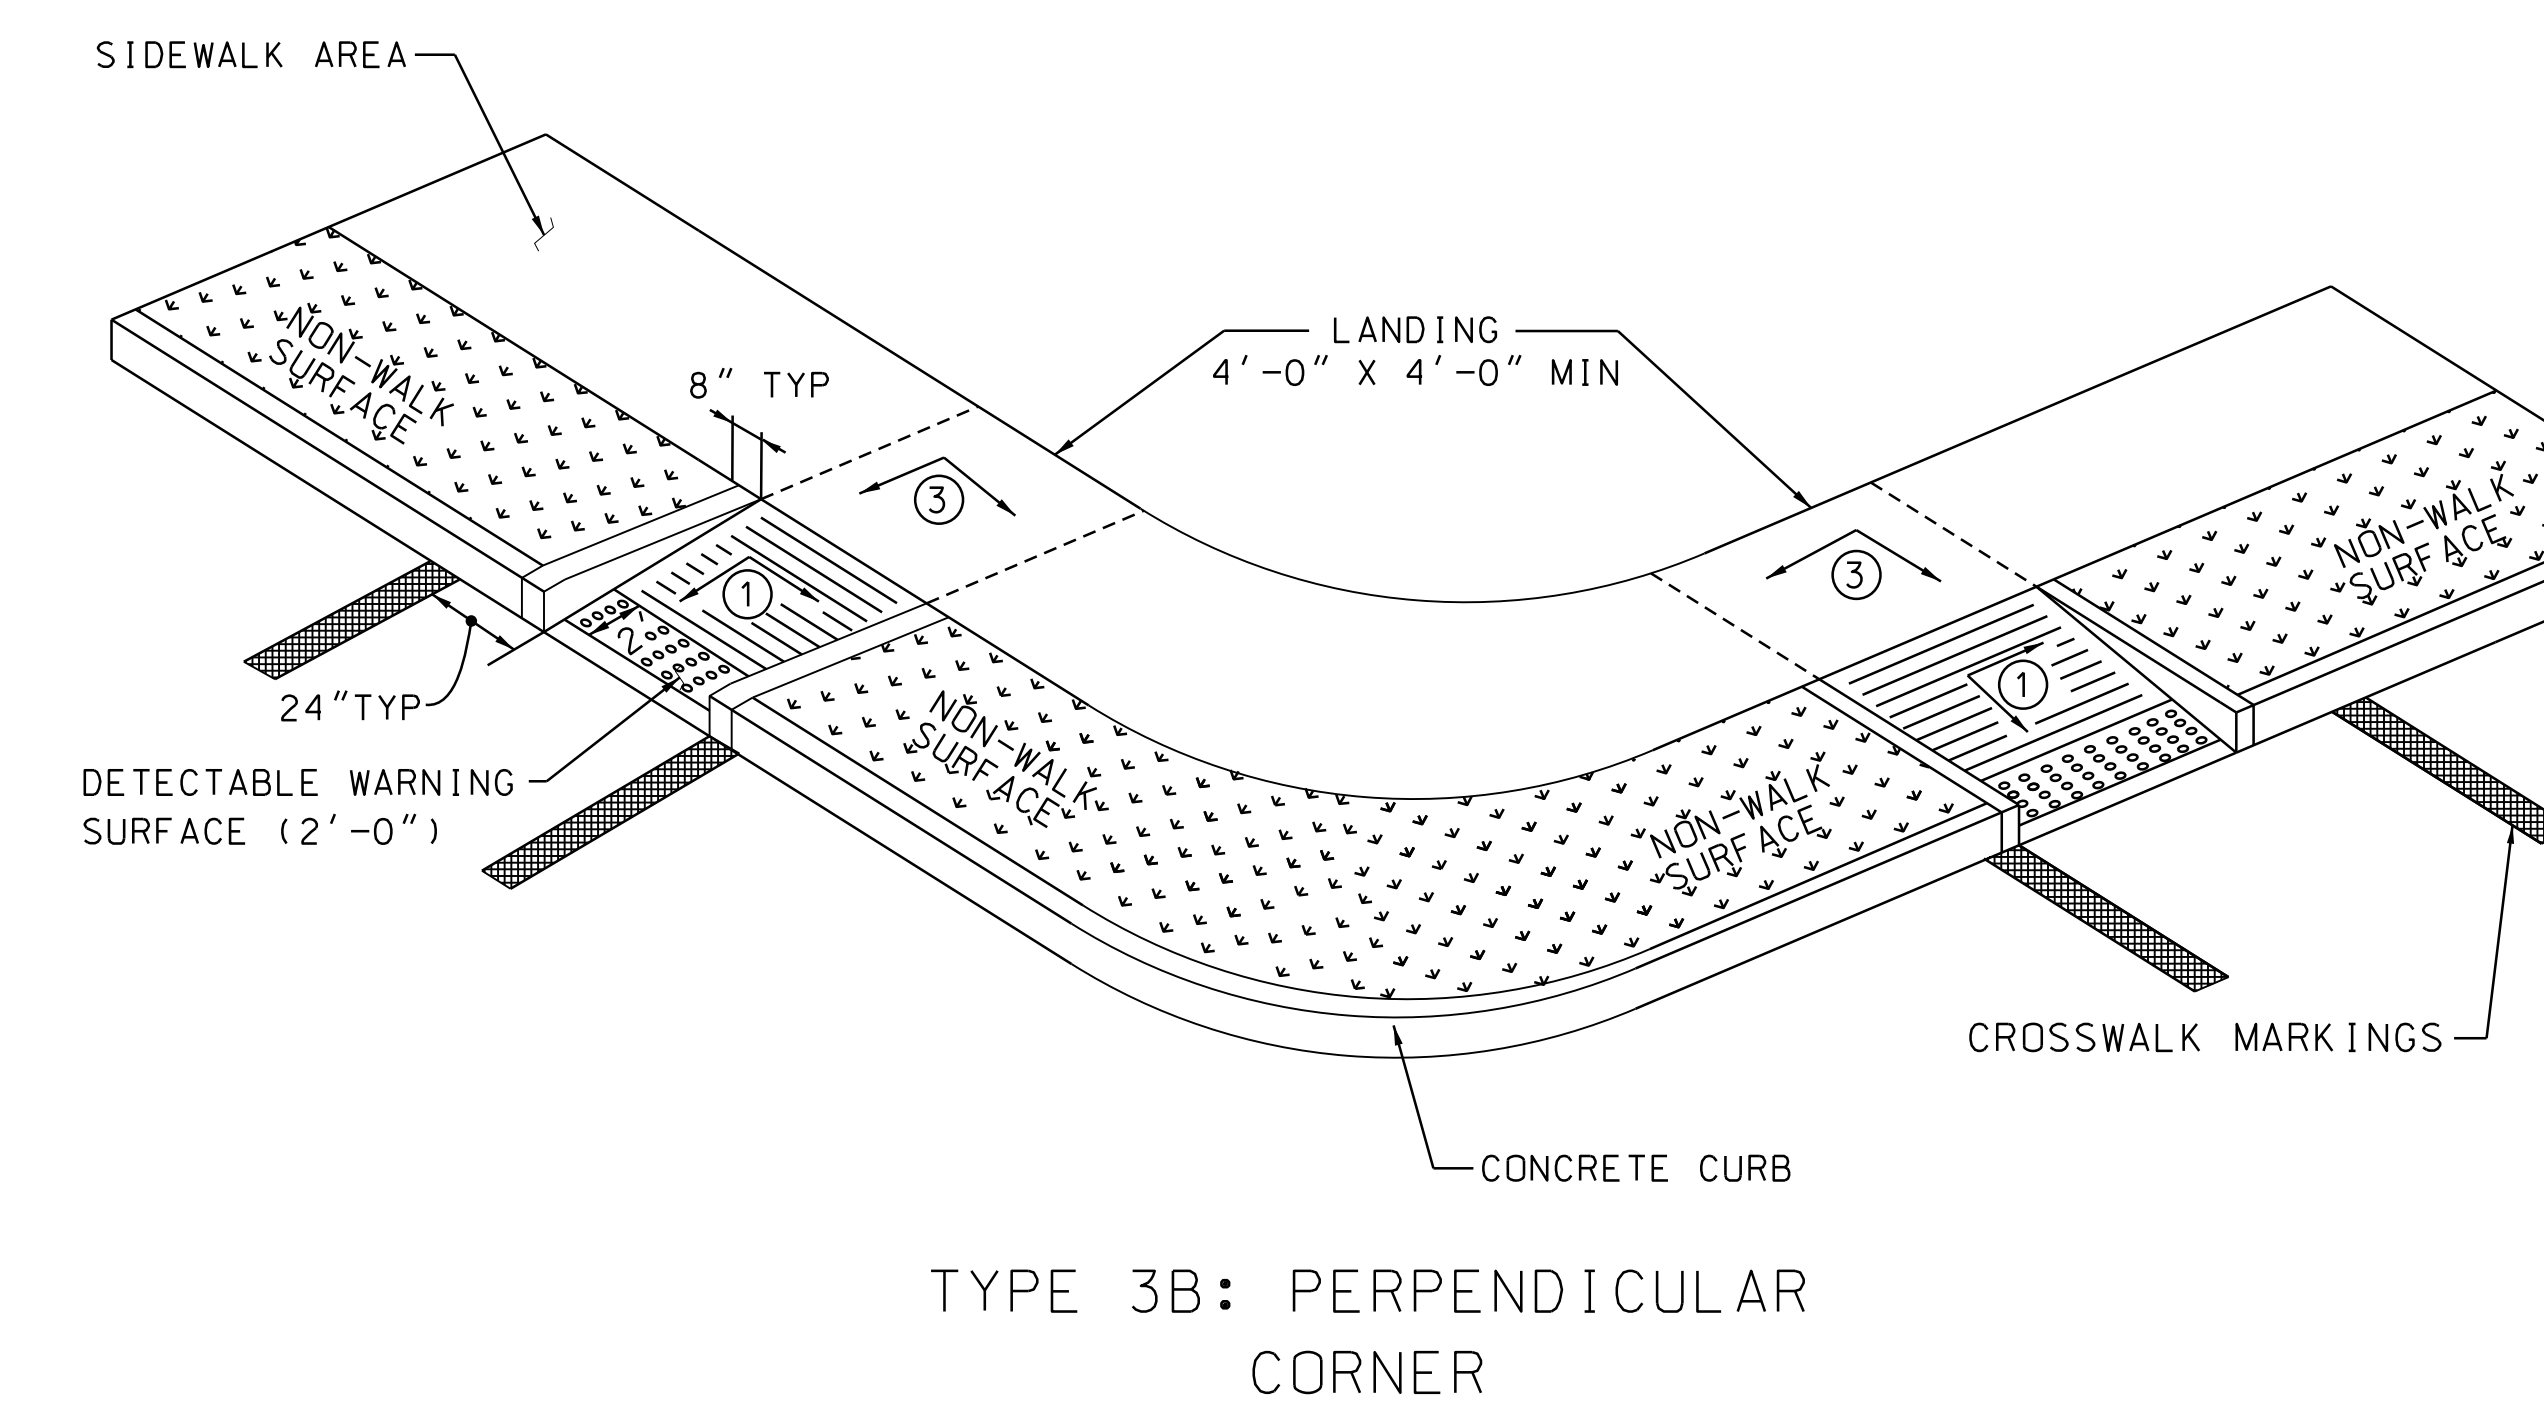 SIDEWALK AREA
NON-WALK
SURFACE
8" TYP
LANDING
4'-0" X 4'-0" MIN
3
3
NON-WALK
SURFACE
1
2'
1
24"TYP
DETECTABLE WARNING
SURFACE (2'-0")
NON-WALK
SURFACE
NON-WALK
SURFACE
CROSSWALK MARKINGS
CONCRETE CURB
TYPE 3B: PERPENDICULAR
CORNER